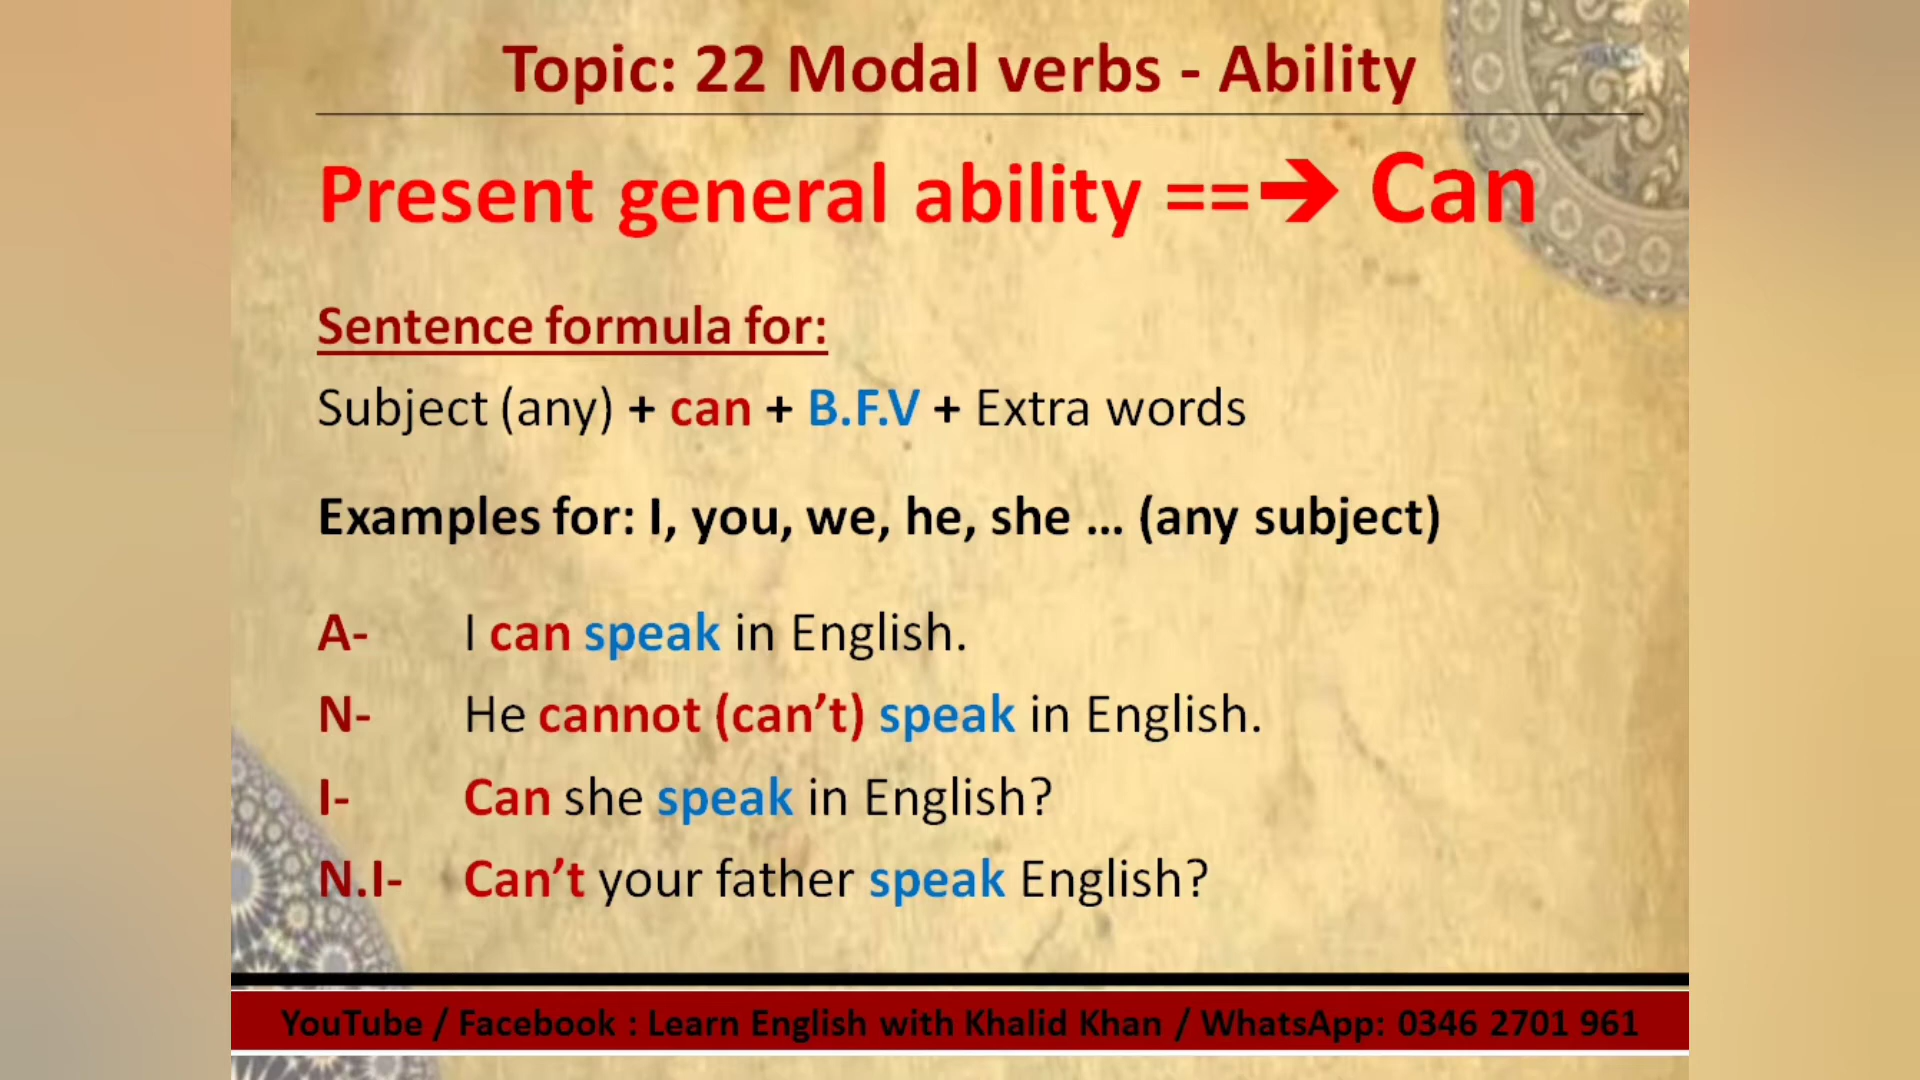 Topic: 22 Modal verbs - Ability
Present general ability ==➔ Can
Sentence formula for:
Subject (any) + can + B.F.V + Extra words
Examples for: I, you, we, he, she … (any subject)
A- I can speak in English.
N- He cannot (can’t) speak in English.
I- Can she speak in English?
N.I- Can’t your father speak English?
YouTube / Facebook : Learn English with Khalid Khan / WhatsApp: 0346 2701 961